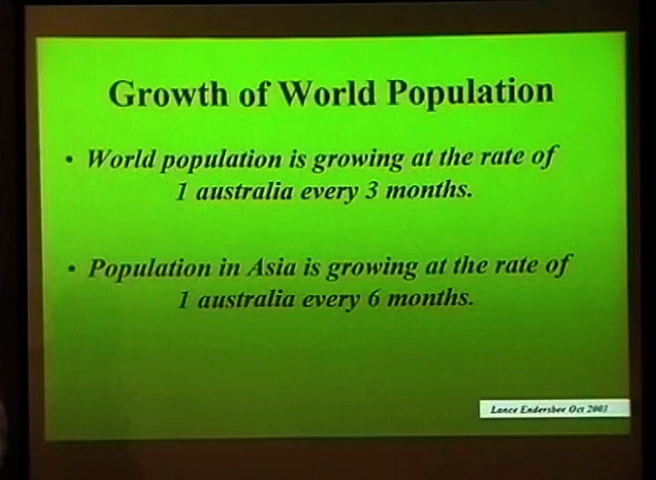 Growth of World Population
• World population is growing at the rate of
1 australia every 3 months.
• Population in Asia is growing at the rate of
1 australia every 6 months.
Lance Endersbee Oct 2003